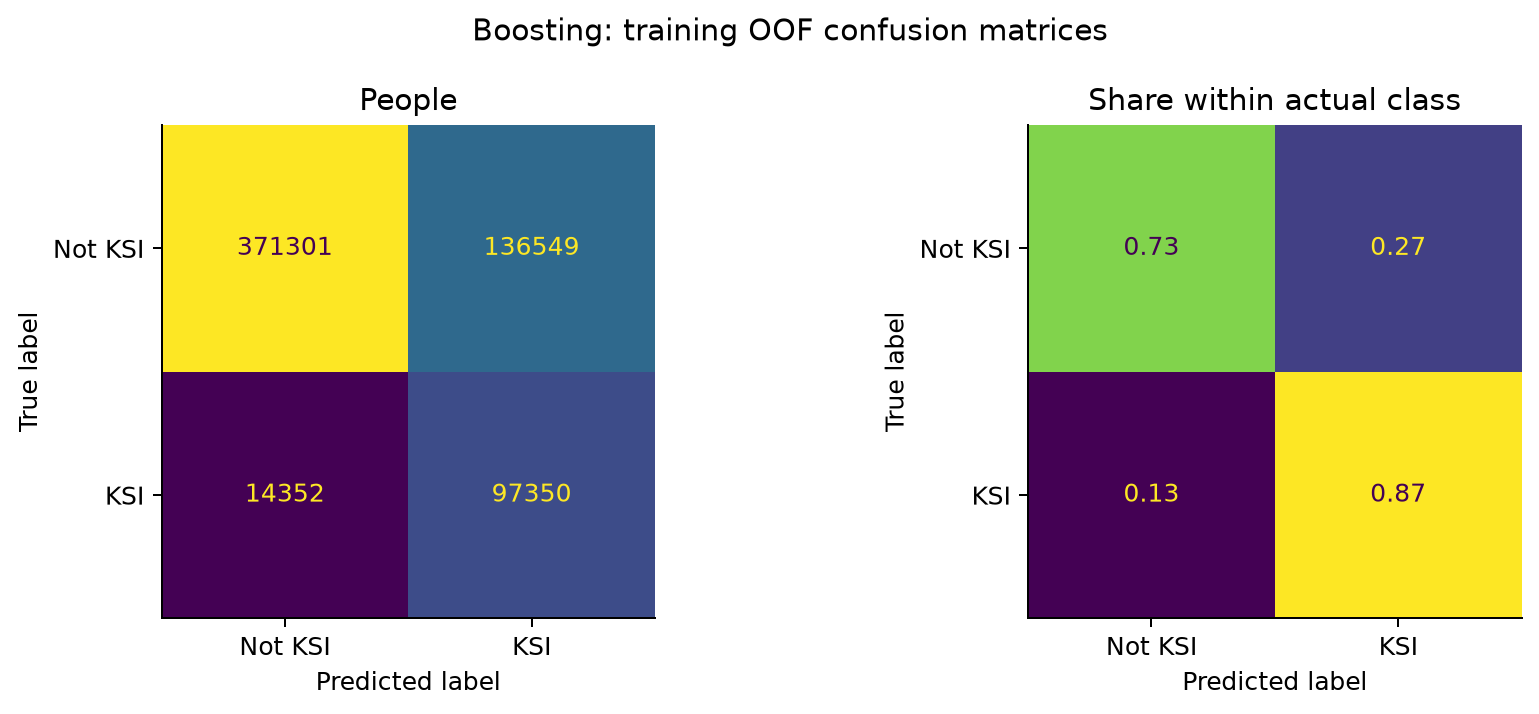 Boosting: training OOF confusion matrices
People
Not KSI
371301
136549
KSI
14352
97350
True label
Not KSI
KSI
Predicted label
Share within actual class
Not KSI
0.73
0.27
KSI
0.13
0.87
True label
Not KSI
KSI
Predicted label